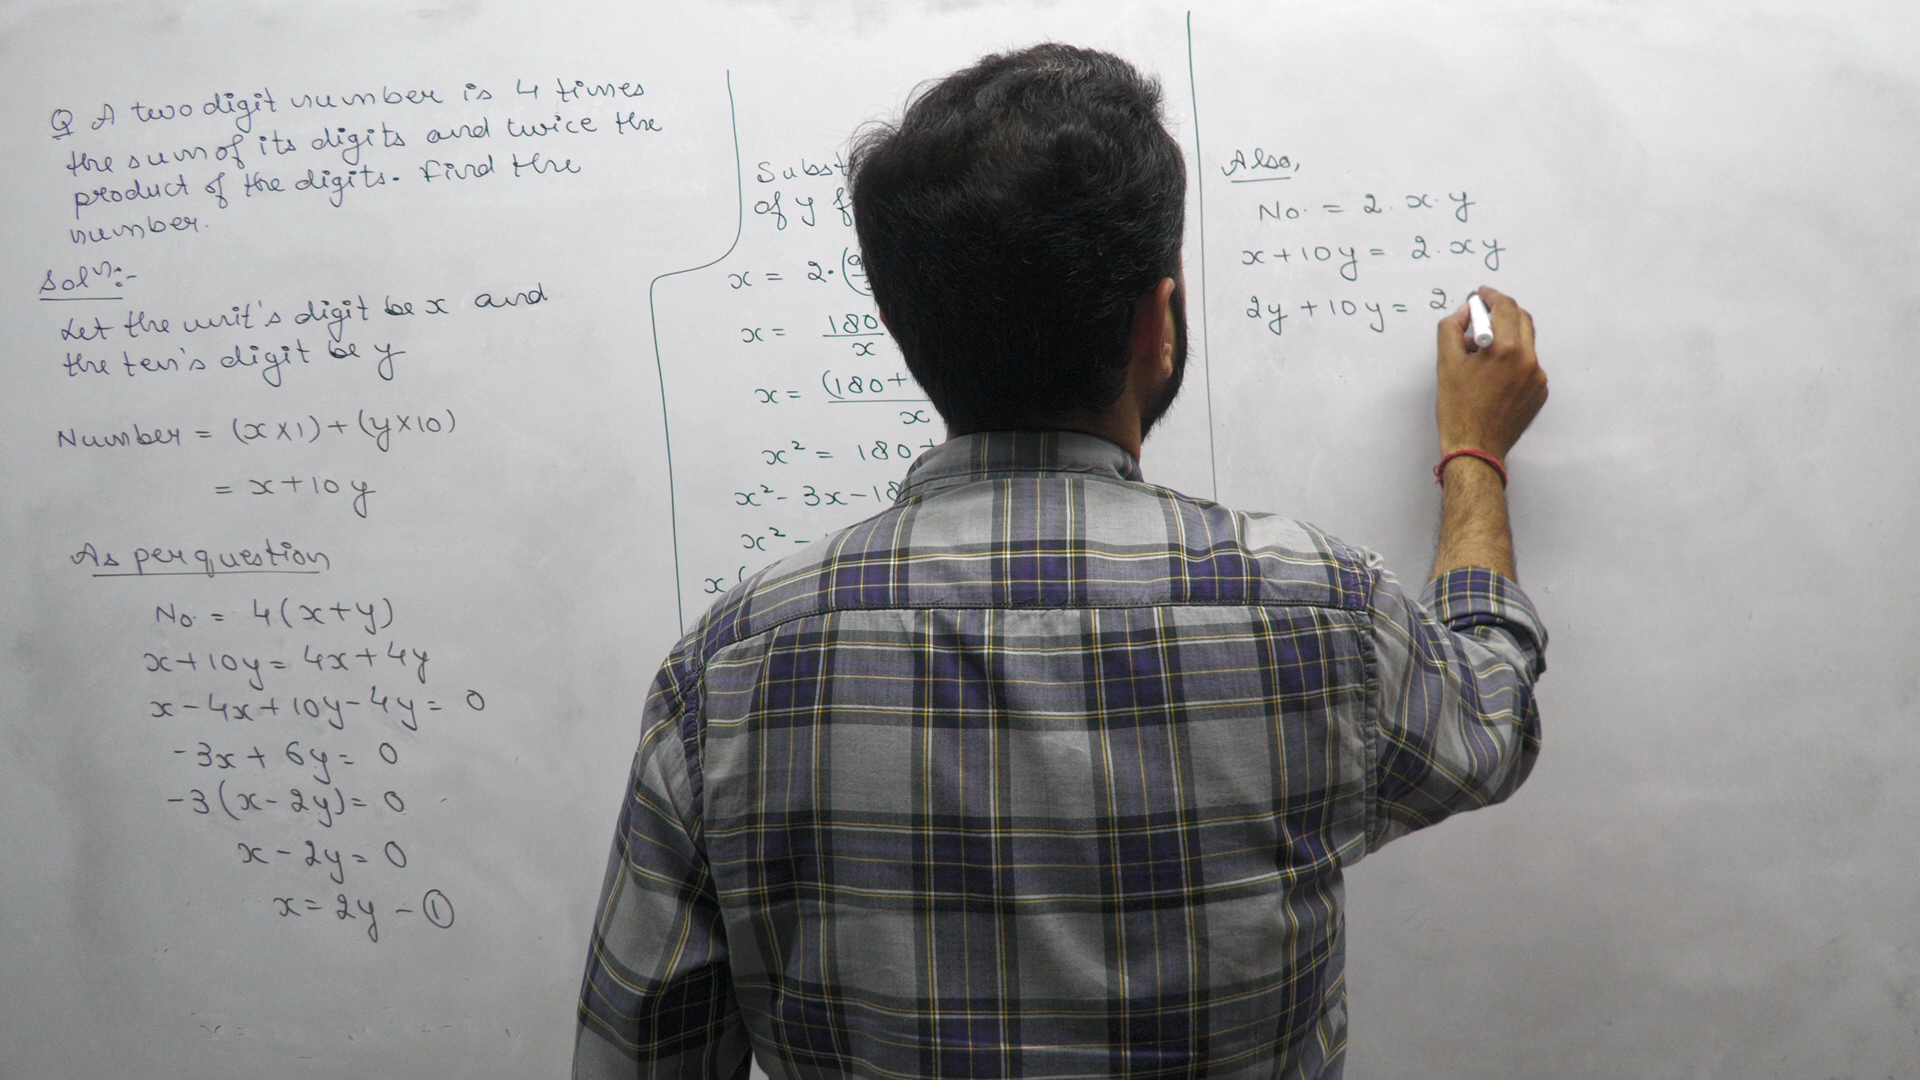 Q A two digit number is 4 times
the sum of its digits and twice the
product of the digits. Find the
number.
Solⁿ:-
Let the unit's digit be x and
the ten's digit be y
Number = (x×1)+(y×10)
= x+10y
As per question
No. = 4(x+y)
x+10y = 4x+4y
x-4x+10y-4y = 0
-3x+6y = 0
-3(x-2y) = 0
x-2y = 0
x = 2y - ①
Subst
of y f
x = 2·(
x = 180/x
x = (180+/x
x² = 180+
x² - 3x - 18
x² -
x (
Also,
No. = 2.x.y
x+10y = 2.xy
2y+10y = 2.